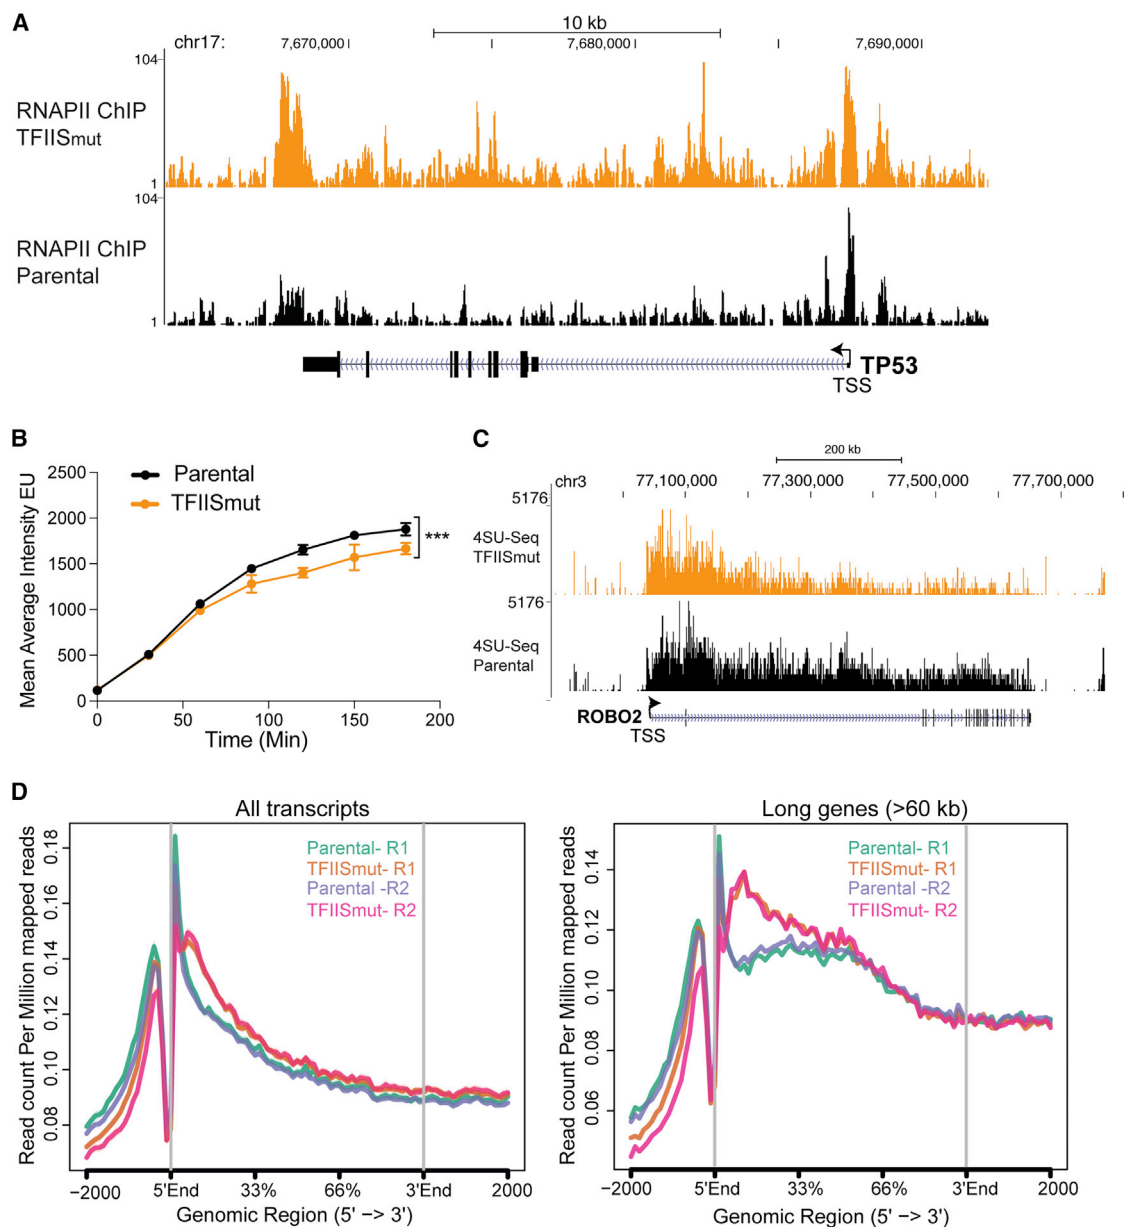 A
10 kb
chr17:
7,670,000
7,680,000
7,690,000
104
RNAPII ChIP
TFIISmut
1
104
RNAPII ChIP
Parental
1
TP53
TSS
B
Mean Average Intensity EU
2500
2000
1500
1000
500
0
Parental
TFIISmut
***
0
50
100
150
200
Time (Min)
C
200 kb
chr3
77,100,000
77,300,000
77,500,000
77,700,000
5176
4SU-Seq
TFIISmut
5176
4SU-Seq
Parental
ROBO2
TSS
D
All transcripts
Read count Per Million mapped reads
0.18
0.16
0.14
0.12
0.10
0.08
Parental- R1
TFIISmut- R1
Parental -R2
TFIISmut- R2
−2000
5'End
33%
66%
3'End
2000
Genomic Region (5' −> 3')
Long genes (>60 kb)
Read count Per Million mapped reads
0.14
0.12
0.10
0.08
0.06
Parental- R1
TFIISmut- R1
Parental -R2
TFIISmut- R2
−2000
5'End
33%
66%
3'End
2000
Genomic Region (5' −> 3')